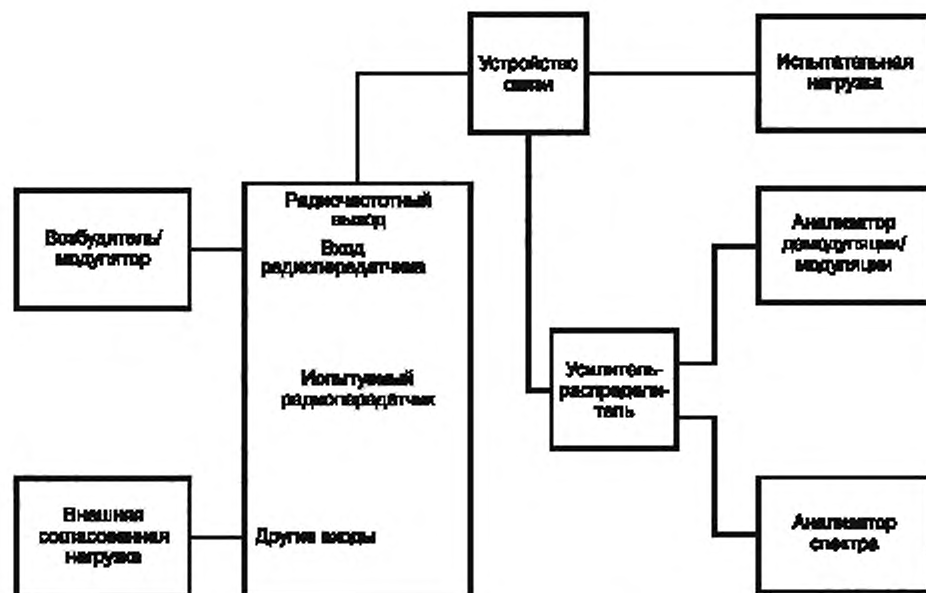 Устройство
связи
Испытательная
нагрузка
Возбудитель/
модулятор
Радиочастотный
выход
Вход
радиопередатчика
Анализатор
демодуляции/
модуляции
Испытуемый
радиопередатчик
Усилитель-
распредели-
тель
Внешняя
согласованная
нагрузка
Другие входы
Анализатор
спектра